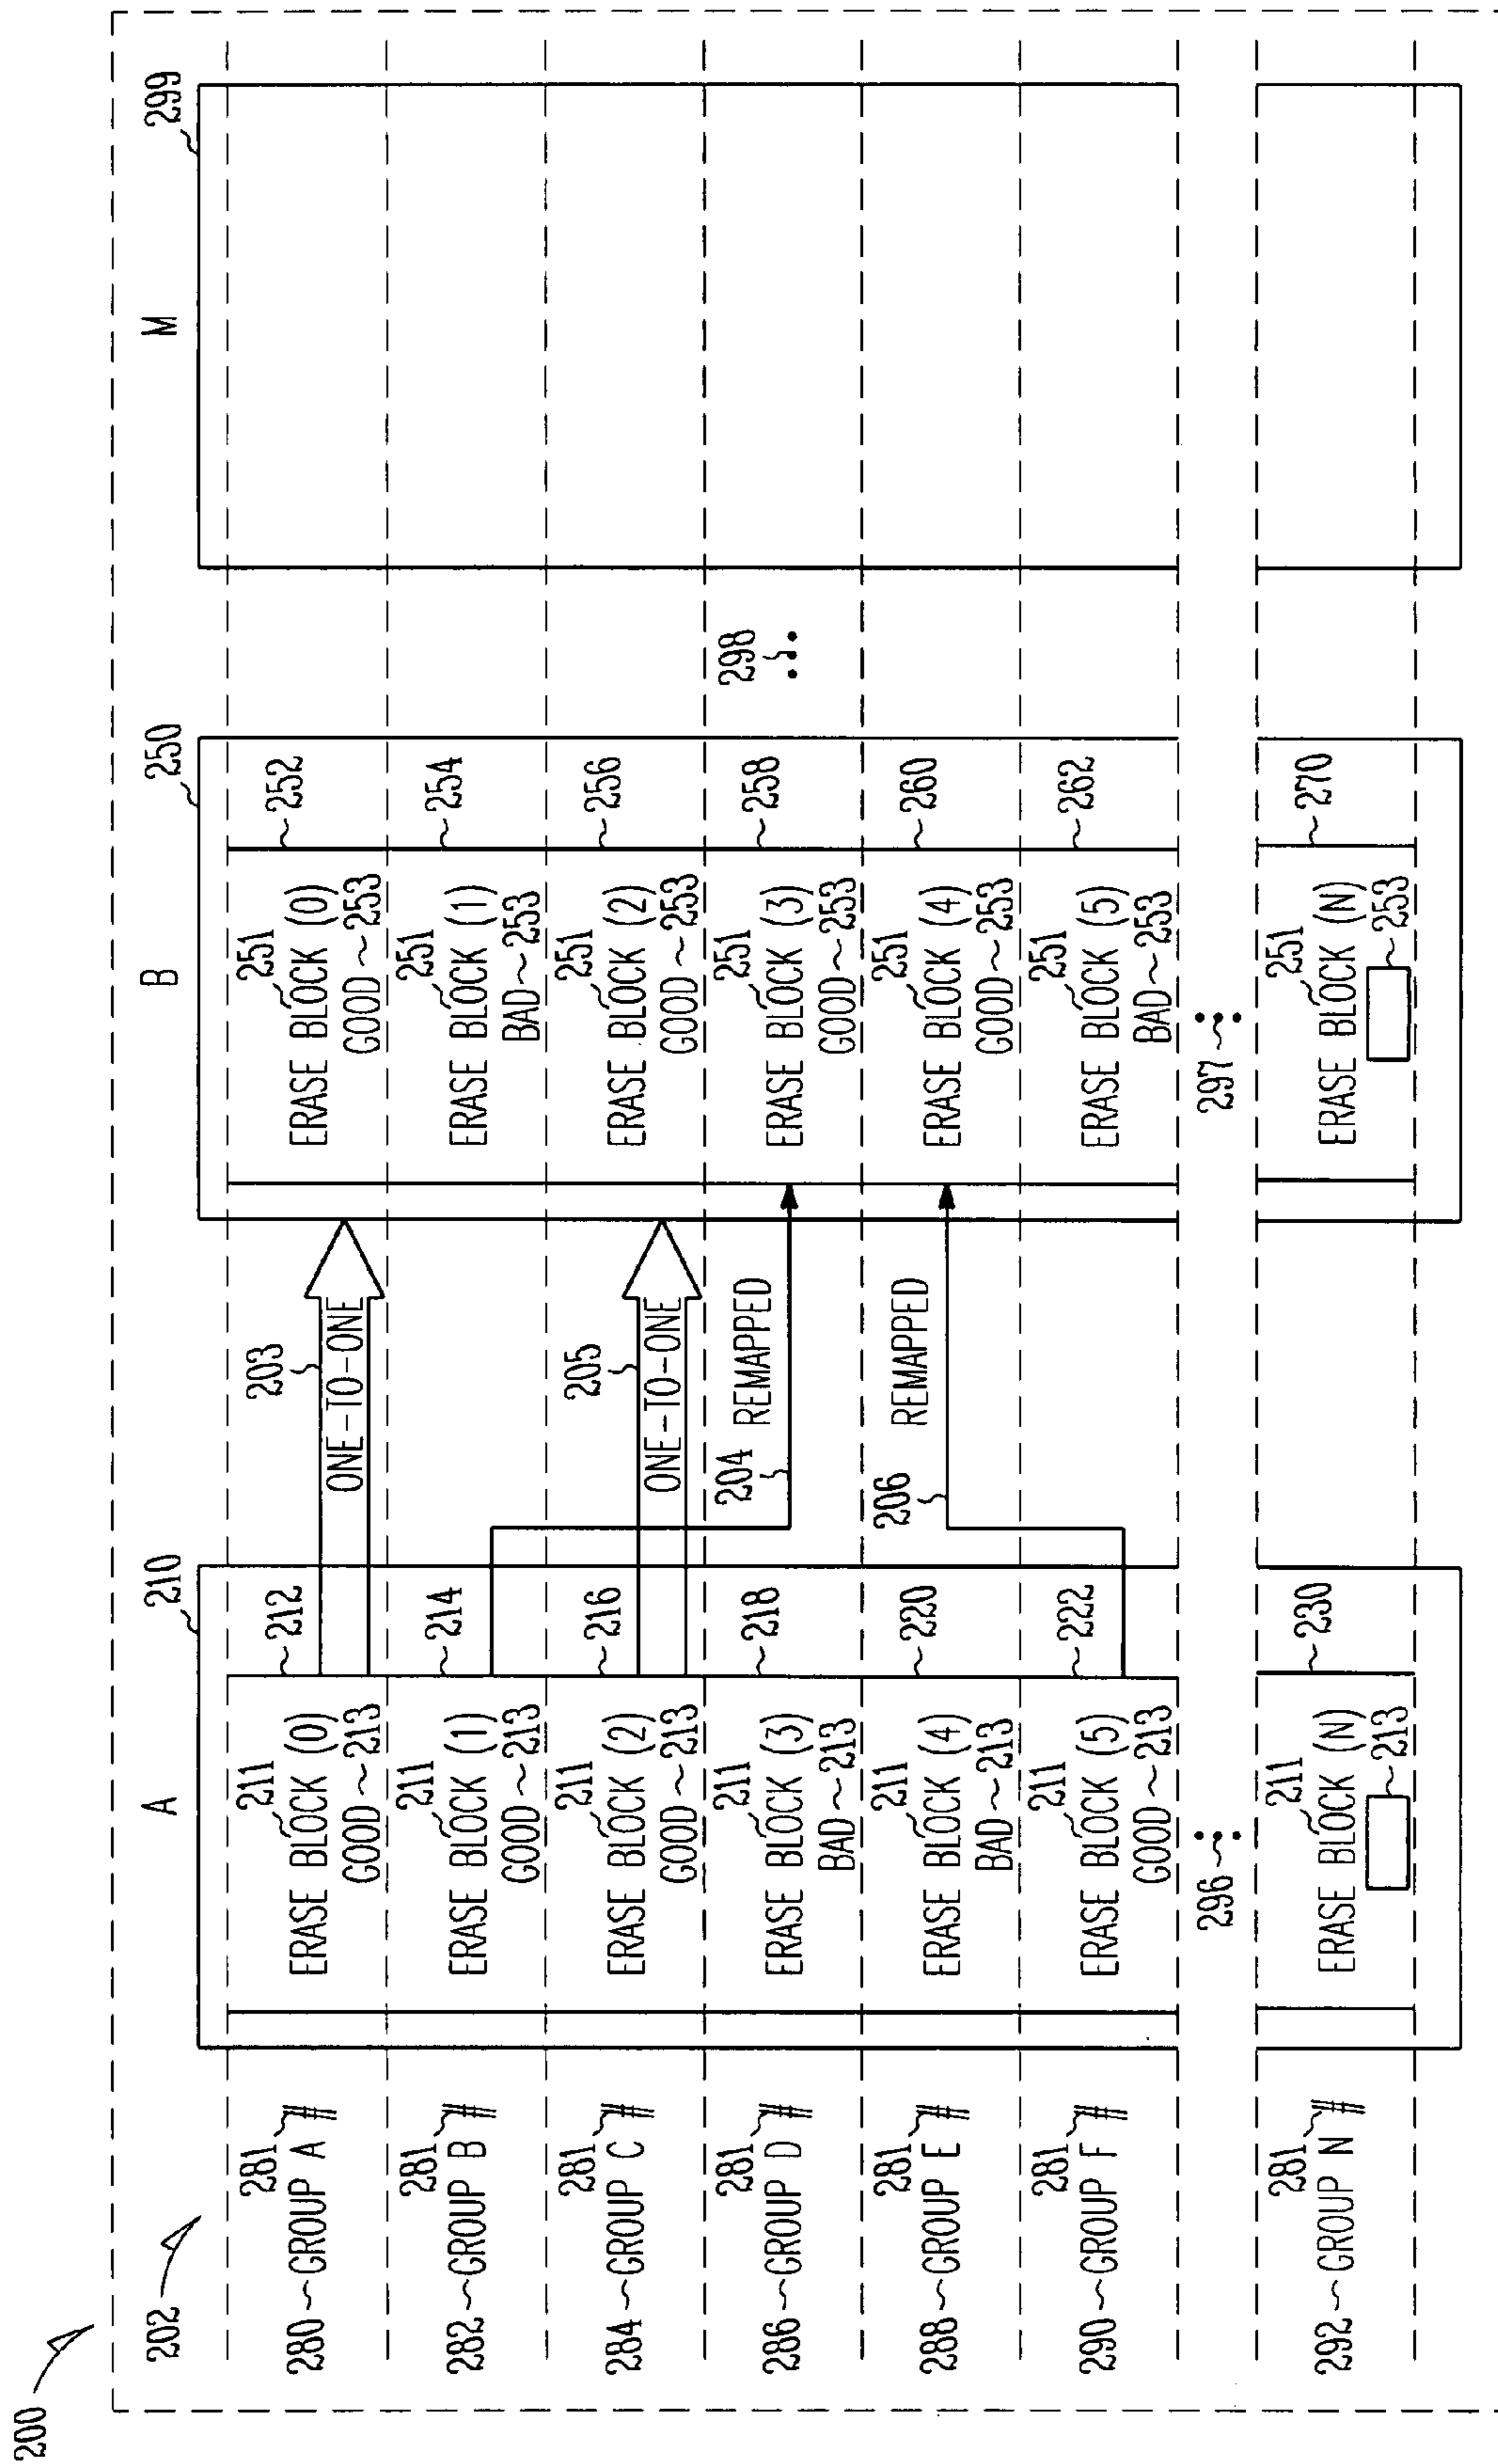 200
202
A
210
B
250
M
299
280 ~ GROUP A #
281
211
ERASE BLOCK (0)
GOOD ~ 213
212
203
ONE-TO-ONE
251
ERASE BLOCK (0)
GOOD ~ 253
252
282 ~ GROUP B #
281
211
ERASE BLOCK (1)
GOOD ~ 213
214
251
ERASE BLOCK (1)
BAD ~ 253
254
284 ~ GROUP C #
281
211
ERASE BLOCK (2)
GOOD ~ 213
216
205
ONE-TO-ONE
251
ERASE BLOCK (2)
GOOD ~ 253
256
286 ~ GROUP D #
281
211
ERASE BLOCK (3)
BAD ~ 213
218
204 REMAPPED
251
ERASE BLOCK (3)
GOOD ~ 253
258
298
288 ~ GROUP E #
281
211
ERASE BLOCK (4)
BAD ~ 213
220
206 REMAPPED
251
ERASE BLOCK (4)
GOOD ~ 253
260
290 ~ GROUP F #
281
211
ERASE BLOCK (5)
GOOD ~ 213
222
251
ERASE BLOCK (5)
BAD ~ 253
262
296
297
292 ~ GROUP N #
281
211
ERASE BLOCK (N)
213
230
251
ERASE BLOCK (N)
253
270